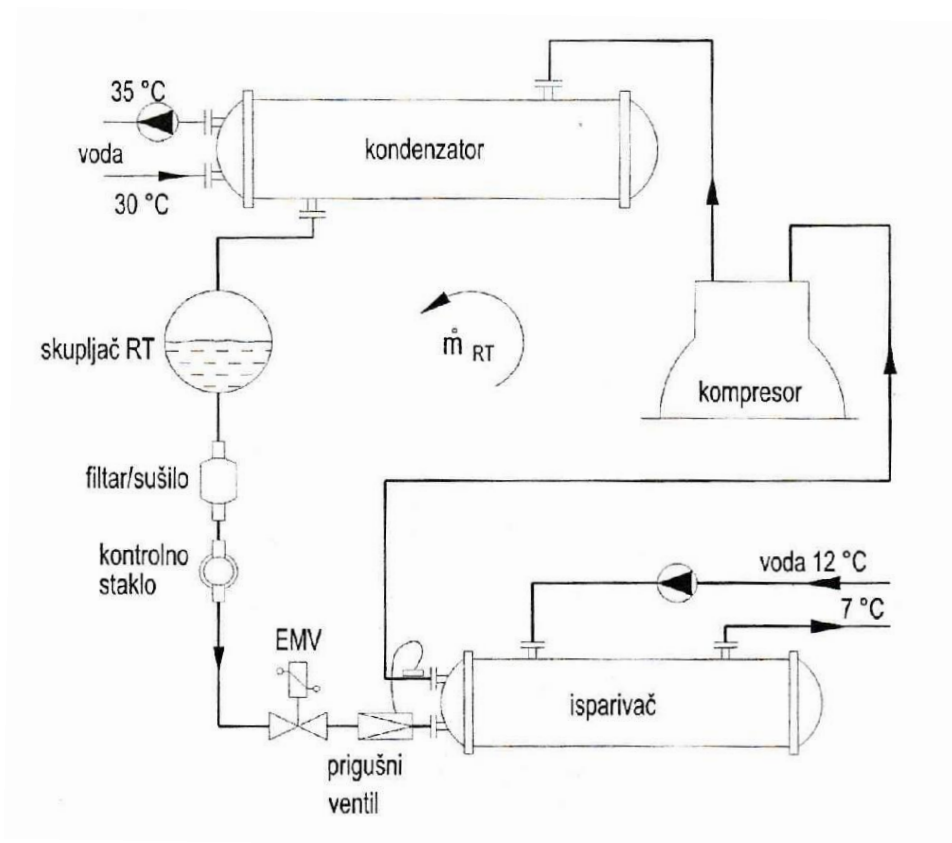 35 °C
voda
30 °C
kondenzator
skupljač RT
ṁ RT
kompresor
filtar/sušilo
kontrolno
staklo
voda 12 °C
7 °C
EMV
isparivač
prigušni
ventil